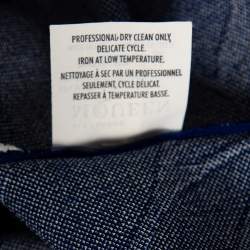 PROFESSIONAL DRY CLEAN ONLY,
DELICATE CYCLE.
IRON AT LOW TEMPERATURE.
NETTOYAGE À SEC PAR UN PROFESSIONNEL
SEULEMENT, CYCLE DÉLICAT.
REPASSER À TEMPERATURE BASSE.